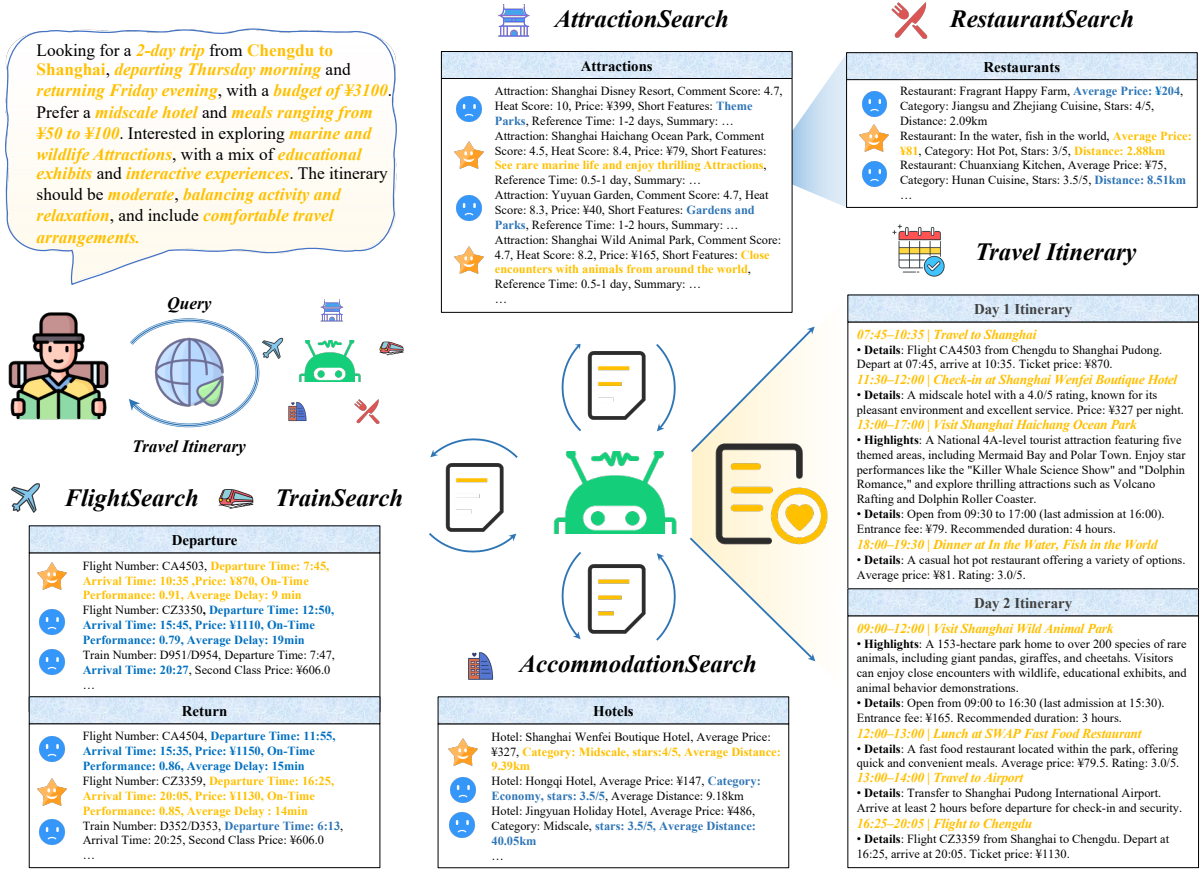 Looking for a 2-day trip from Chengdu to
Shanghai, departing Thursday morning and
returning Friday evening, with a budget of ¥3100.
Prefer a midscale hotel and meals ranging from
¥50 to ¥100. Interested in exploring marine and
wildlife Attractions, with a mix of educational
exhibits and interactive experiences. The itinerary
should be moderate, balancing activity and
relaxation, and include comfortable travel
arrangements.
Query
Travel Itinerary
FlightSearch
TrainSearch
Departure
Flight Number: CA4503, Departure Time: 7:45,
Arrival Time: 10:35 ,Price: ¥870, On-Time
Performance: 0.91, Average Delay: 9 min
Flight Number: CZ3350, Departure Time: 12:50,
Arrival Time: 15:45, Price: ¥1110, On-Time
Performance: 0.79, Average Delay: 19min
Train Number: D951/D954, Departure Time: 7:47,
Arrival Time: 20:27, Second Class Price: ¥606.0
…
Return
Flight Number: CA4504, Departure Time: 11:55,
Arrival Time: 15:35, Price: ¥1150, On-Time
Performance: 0.86, Average Delay: 15min
Flight Number: CZ3359, Departure Time: 16:25,
Arrival Time: 20:05, Price: ¥1130, On-Time
Performance: 0.85, Average Delay : 14min
Train Number: D352/D353, Departure Time: 6:13,
Arrival Time: 20:25, Second Class Price: ¥606.0
…
AttractionSearch
Attractions
Attraction: Shanghai Disney Resort, Comment Score: 4.7,
Heat Score: 10, Price: ¥399, Short Features: Theme
Parks, Reference Time: 1-2 days, Summary: …
Attraction: Shanghai Haichang Ocean Park, Comment
Score: 4.5, Heat Score: 8.4, Price: ¥79, Short Features:
See rare marine life and enjoy thrilling Attractions,
Reference Time: 0.5-1 day, Summary: …
Attraction: Yuyuan Garden, Comment Score: 4.7, Heat
Score: 8.3, Price: ¥40, Short Features: Gardens and
Parks, Reference Time: 1-2 hours, Summary: …
Attraction: Shanghai Wild Animal Park, Comment Score:
4.7, Heat Score: 8.2, Price: ¥165, Short Features: Close
encounters with animals from around the world,
Reference Time: 0.5-1 day, Summary: …
…
AccommodationSearch
Hotels
Hotel: Shanghai Wenfei Boutique Hotel, Average Price:
¥327, Category: Midscale, stars:4/5, Average Distance:
9.39km
Hotel: Hongqi Hotel, Average Price: ¥147, Category:
Economy, stars: 3.5/5, Average Distance: 9.18km
Hotel: Jingyuan Holiday Hotel, Average Price: ¥486,
Category: Midscale, stars: 3.5/5, Average Distance:
40.05km
…
RestaurantSearch
Restaurants
Restaurant: Fragrant Happy Farm, Average Price: ¥204,
Category: Jiangsu and Zhejiang Cuisine, Stars: 4/5,
Distance: 2.09km
Restaurant: In the water, fish in the world, Average Price:
¥81, Category: Hot Pot, Stars: 3/5, Distance: 2.88km
Restaurant: Chuanxiang Kitchen, Average Price: ¥75,
Category: Hunan Cuisine, Stars: 3.5/5, Distance: 8.51km
…
Travel Itinerary
Day 1 Itinerary
07:45–10:35 | Travel to Shanghai
• Details: Flight CA4503 from Chengdu to Shanghai Pudong.
Depart at 07:45, arrive at 10:35. Ticket price: ¥870.
11:30–12:00 | Check-in at Shanghai Wenfei Boutique Hotel
• Details: A midscale hotel with a 4.0/5 rating, known for its
pleasant environment and excellent service. Price: ¥327 per night.
13:00–17:00 | Visit Shanghai Haichang Ocean Park
• Highlights: A National 4A-level tourist attraction featuring five
themed areas, including Mermaid Bay and Polar Town. Enjoy star
performances like the "Killer Whale Science Show" and "Dolphin
Romance," and explore thrilling attractions such as Volcano
Rafting and Dolphin Roller Coaster.
• Details: Open from 09:30 to 17:00 (last admission at 16:00).
Entrance fee: ¥79. Recommended duration: 4 hours.
18:00–19:30 | Dinner at In the Water, Fish in the World
• Details: A casual hot pot restaurant offering a variety of options.
Average price: ¥81. Rating: 3.0/5.
Day 2 Itinerary
09:00–12:00 | Visit Shanghai Wild Animal Park
• Highlights: A 153-hectare park home to over 200 species of rare
animals, including giant pandas, giraffes, and cheetahs. Visitors
can enjoy close encounters with wildlife, educational exhibits, and
animal behavior demonstrations.
• Details: Open from 09:00 to 16:30 (last admission at 15:30).
Entrance fee: ¥165. Recommended duration: 3 hours.
12:00–13:00 | Lunch at SWAP Fast Food Restaurant
• Details: A fast food restaurant located within the park, offering
quick and convenient meals. Average price: ¥79.5. Rating: 3.0/5.
13:00–14:00 | Travel to Airport
• Details: Transfer to Shanghai Pudong International Airport.
Arrive at least 2 hours before departure for check-in and security.
16:25–20:05 | Flight to Chengdu
• Details: Flight CZ3359 from Shanghai to Chengdu. Depart at
16:25, arrive at 20:05. Ticket price: ¥1130.